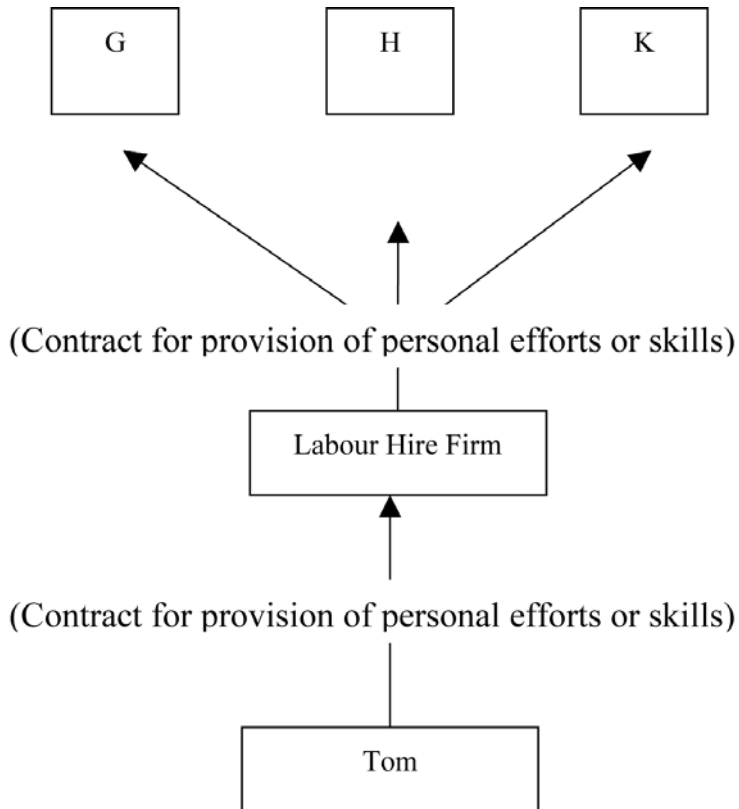 G
H
K
(Contract for provision of personal efforts or skills)
Labour Hire Firm
(Contract for provision of personal efforts or skills)
Tom